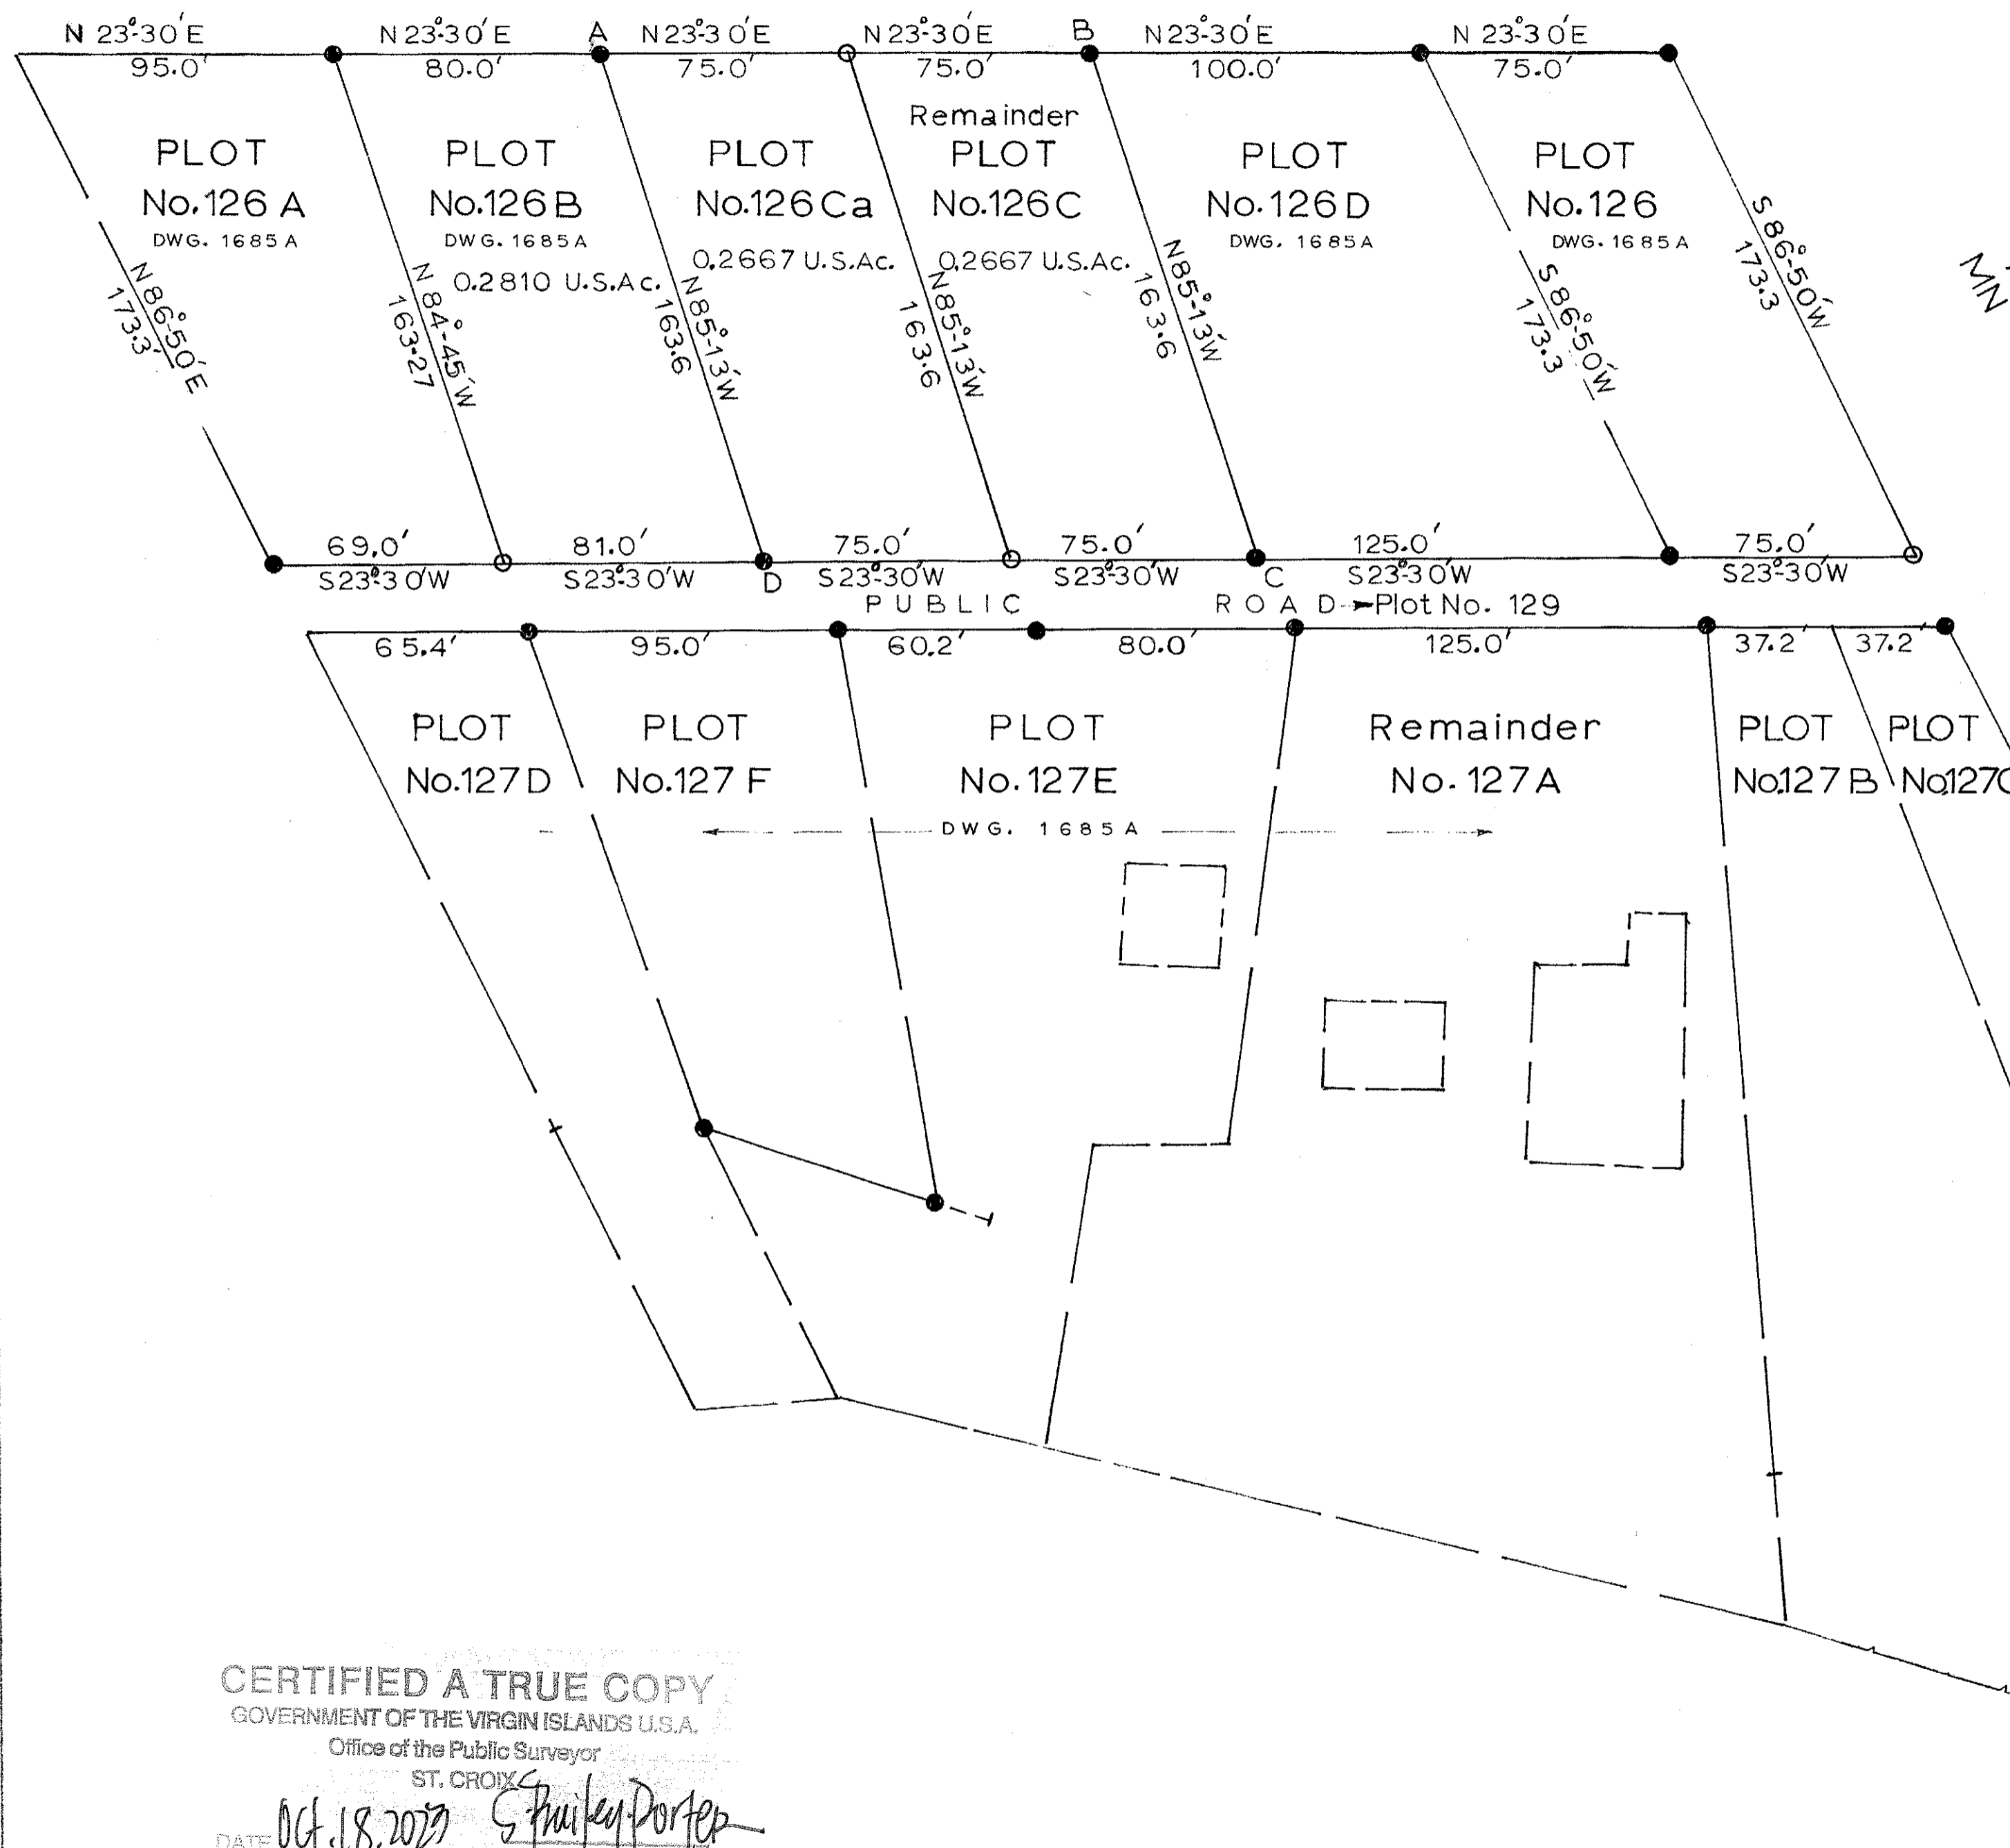 N 23°-30'E N 23°-30'E A N 23°-30'E N 23°-30'E B N 23°-30'E N 23°-30'E
95.0' 80.0' 75.0' 75.0' 100.0' 75.0'
Remainder
PLOT PLOT PLOT PLOT PLOT PLOT
No. 126 A No. 126 B No. 126 Ca No. 126 C No. 126 D No. 126
DWG. 1685 A DWG. 1685 A DWG. 1685 A DWG. 1685 A
0.2810 U.S.Ac. 0.2667 U.S.Ac. 0.2667 U.S.Ac.
N 86°-50'E
173.3'
N 84°-45'W
163.27
N 85°-13'W
163.6
N 85°-13'W
163.6
N 85°-13'W
163.6
S 86°-50'W
173.3
S 86°-50'W
173.3
MN
69.0' 81.0' 75.0' 75.0' 125.0' 75.0'
S 23°-30'W S 23°-30'W D S 23°-30'W S 23°-30'W C S 23°-30'W S 23°-30'W
PUBLIC ROAD Plot No. 129
65.4' 95.0' 60.2' 80.0' 125.0' 37.2' 37.2'
PLOT PLOT PLOT Remainder PLOT PLOT
No. 127 D No. 127 F No. 127 E No. 127 A No. 127 B No. 127 C
DWG. 1685 A
CERTIFIED A TRUE COPY
GOVERNMENT OF THE VIRGIN ISLANDS U.S.A.
Office of the Public Surveyor
ST. CROIX
DATE Oct. 18. 2023